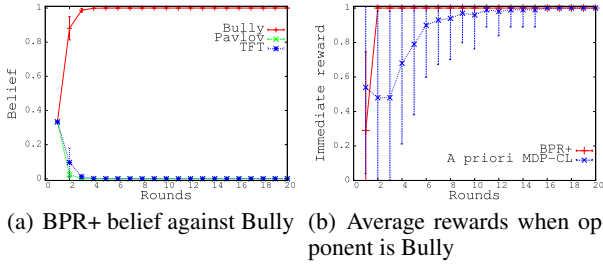 1
0.8
0.6
0.4
0.2
0
Belief
0 2 4 6 8 10 12 14 16 18 20
Rounds
Bully
Pavlov
TFT
1
0.8
0.6
0.4
0.2
0
Immediate reward
0 2 4 6 8 10 12 14 16 18 20
Rounds
BPR+
A priori MDP-CL
(a) BPR+ belief against Bully
(b) Average rewards when op
ponent is Bully